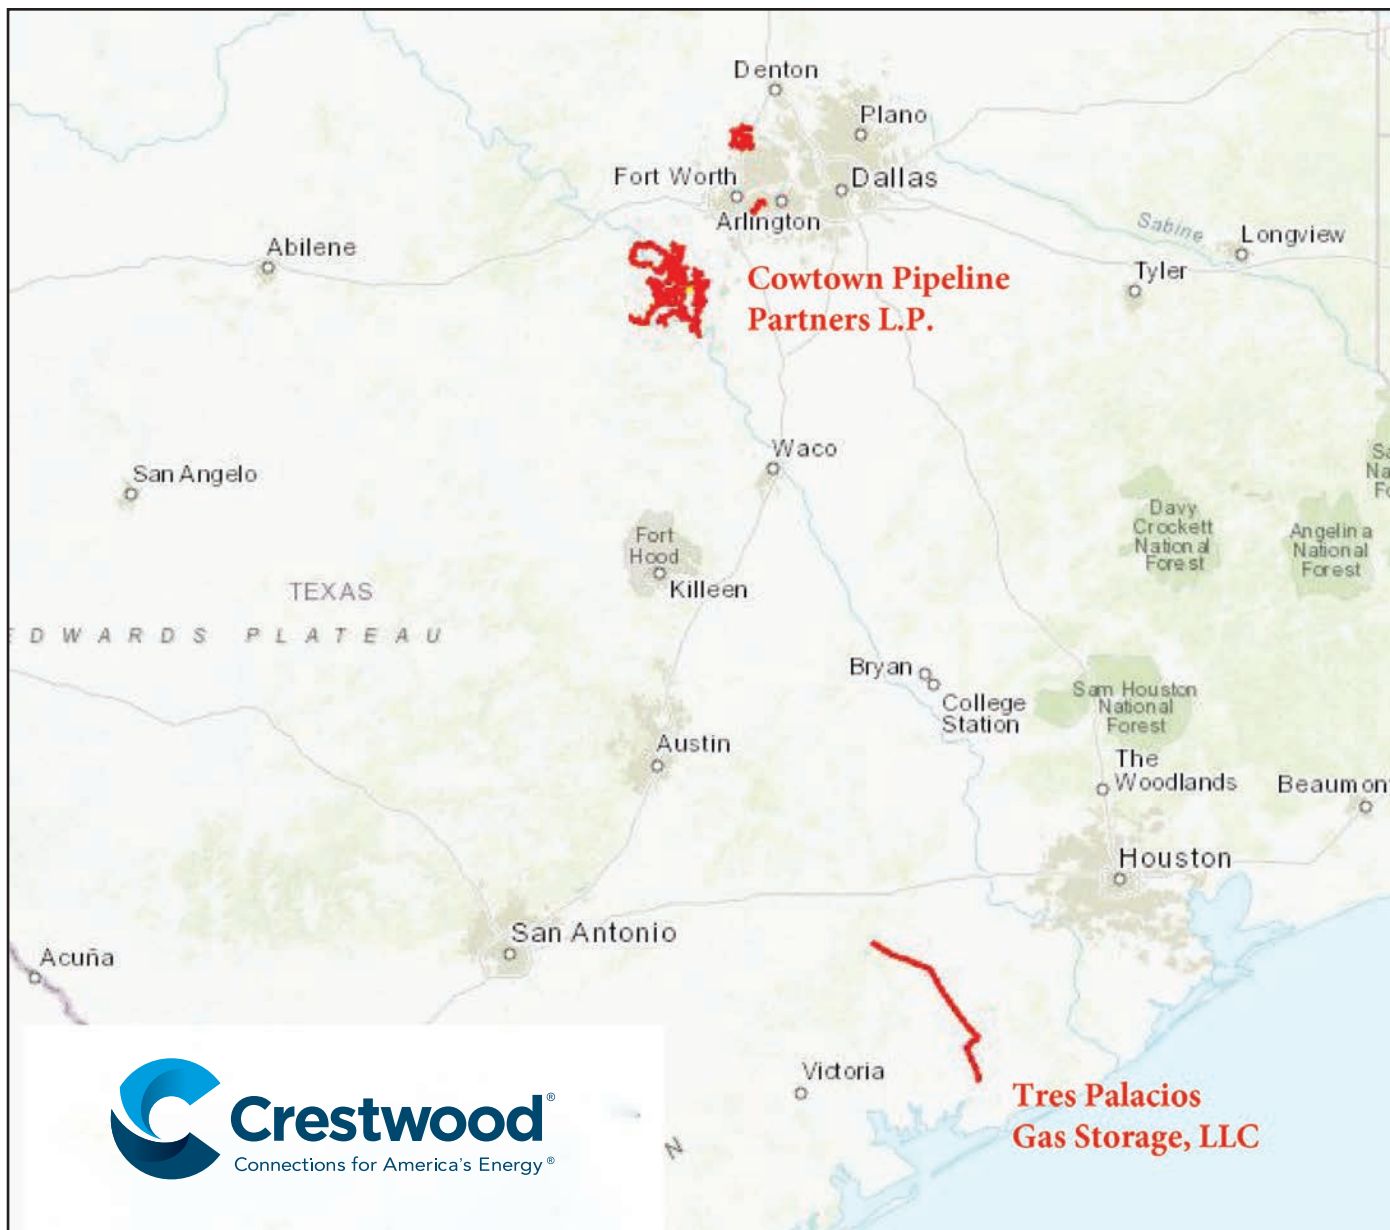 Denton
Plano
Fort Worth
Dallas
Arlington
Sabine
Longview
Abilene
Tyler
Cowtown Pipeline
Partners L.P.
Waco
San Angelo
Davy
Crockett
National
Forest
Angelina
National
Forest
Fort
Hood
Killeen
TEXAS
EDWARDS PLATEAU
Bryan
College
Station
Sam Houston
National
Forest
Austin
The
Woodlands
Beaumont
Houston
San Antonio
Acuña
Victoria
Tres Palacios
Gas Storage, LLC
Crestwood®
Connections for America's Energy®
N